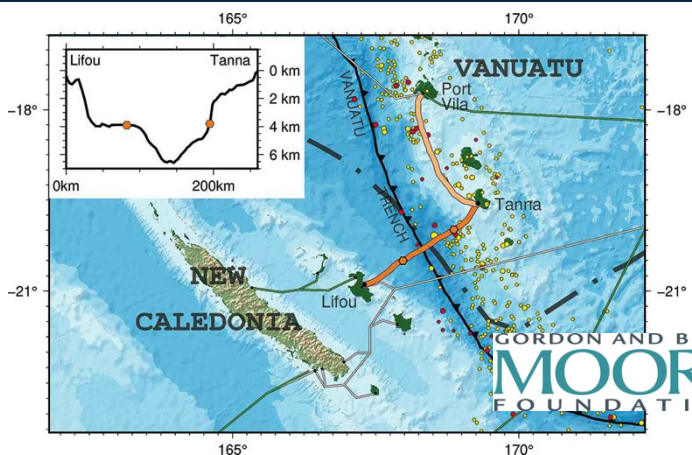 165°
170°
Lifou
Tanna
0 km
2 km
4 km
6 km
0km
200km
VANUATU
Port
Vila
VANUATU
TRENCH
−18°
Tanna
NEW
CALEDONIA
Lifou
−21°
−21°
GORDON AND B
MOOR
FOUNDATI
165°
170°